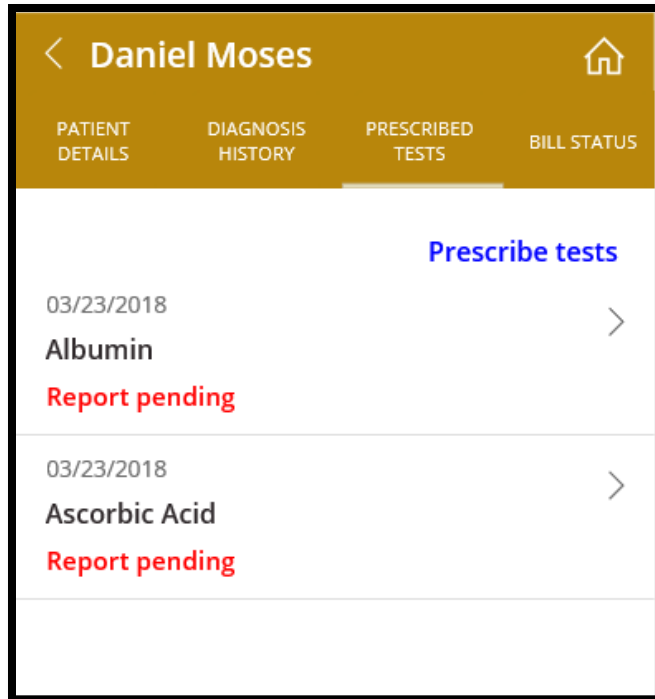 Daniel Moses
PATIENT DETAILS
DIAGNOSIS HISTORY
PRESCRIBED TESTS
BILL STATUS
Prescribe tests
03/23/2018
Albumin
Report pending
03/23/2018
Ascorbic Acid
Report pending